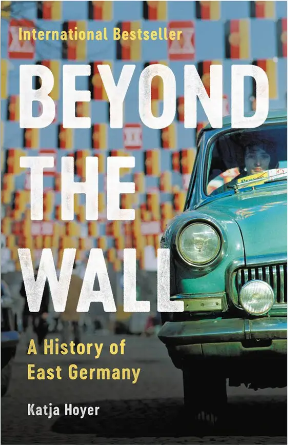 International Bestseller
BEYOND
THE
WALL
A History of
East Germany
Katja Hoyer